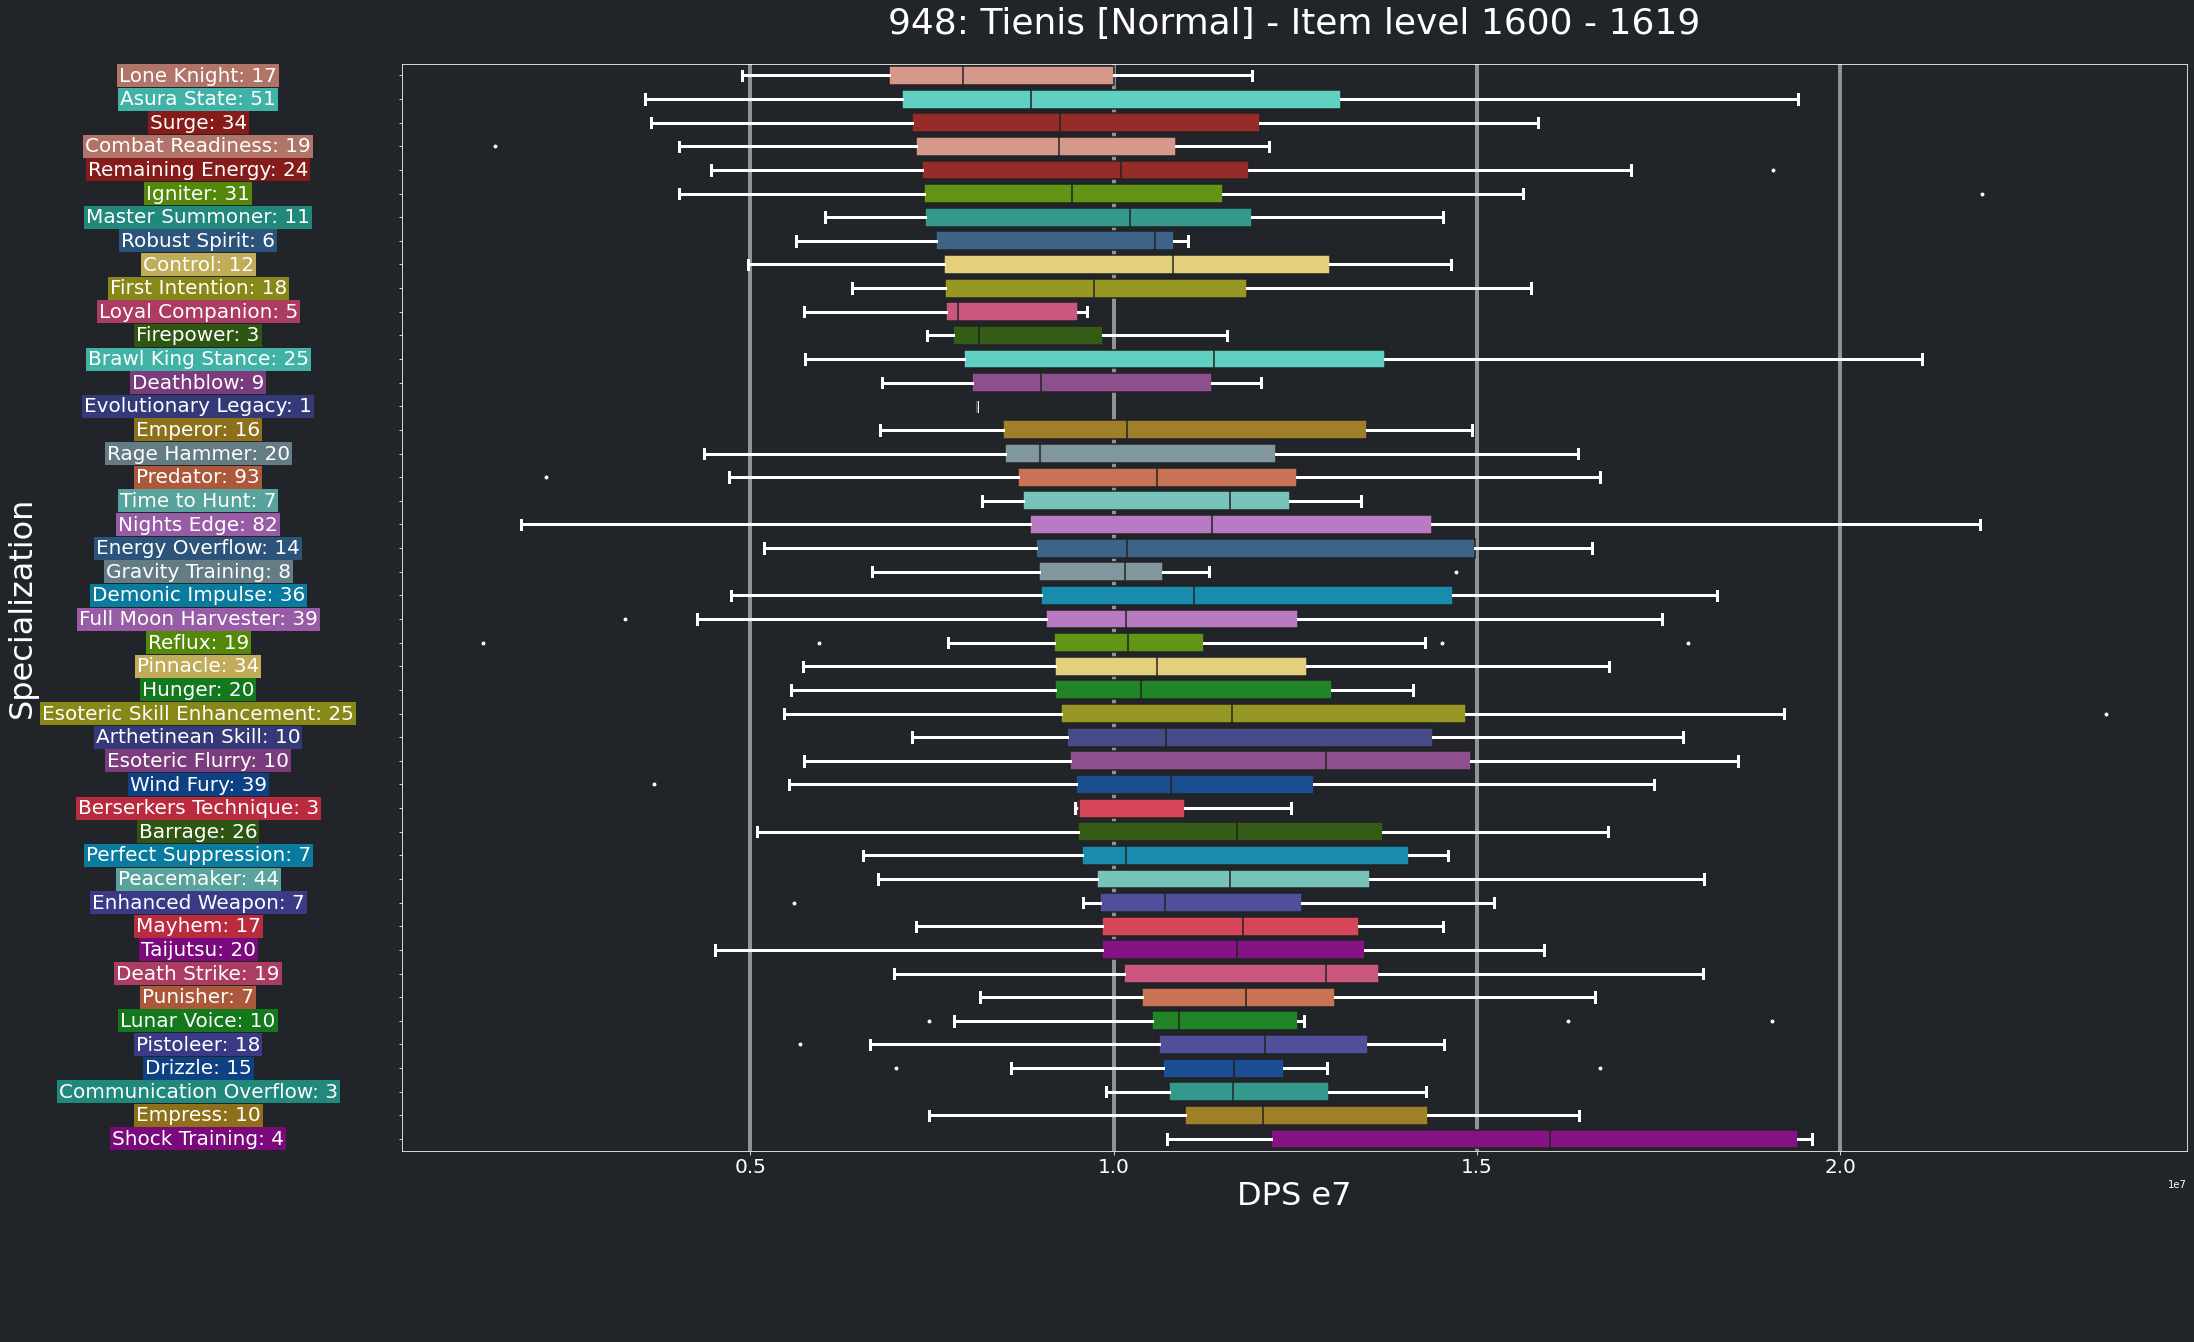 948: Tienis [Normal] - Item level 1600 - 1619
Specialization
Lone Knight: 17
Asura State: 51
Surge: 34
Combat Readiness: 19
Remaining Energy: 24
Igniter: 31
Master Summoner: 11
Robust Spirit: 6
Control: 12
First Intention: 18
Loyal Companion: 5
Firepower: 3
Brawl King Stance: 25
Deathblow: 9
Evolutionary Legacy: 1
Emperor: 16
Rage Hammer: 20
Predator: 93
Time to Hunt: 7
Nights Edge: 82
Energy Overflow: 14
Gravity Training: 8
Demonic Impulse: 36
Full Moon Harvester: 39
Reflux: 19
Pinnacle: 34
Hunger: 20
Esoteric Skill Enhancement: 25
Arthetinean Skill: 10
Esoteric Flurry: 10
Wind Fury: 39
Berserkers Technique: 3
Barrage: 26
Perfect Suppression: 7
Peacemaker: 44
Enhanced Weapon: 7
Mayhem: 17
Taijutsu: 20
Death Strike: 19
Punisher: 7
Lunar Voice: 10
Pistoleer: 18
Drizzle: 15
Communication Overflow: 3
Empress: 10
Shock Training: 4
0.5 1.0 1.5 2.0
1e7
DPS e7